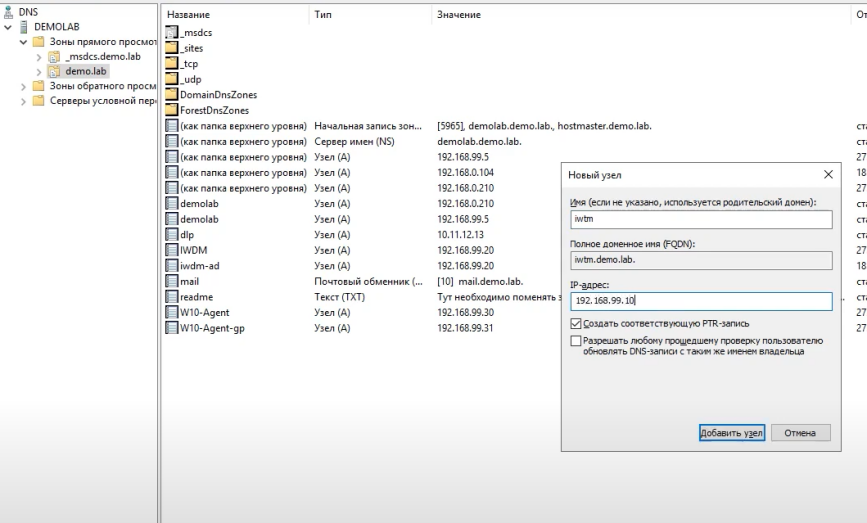 DNS
DEMOLAB
Зоны прямого просмот
_msdcs.demo.lab
demo.lab
Зоны обратного просм
Серверы условной пер
Название Тип Значение От
_msdcs
_sites
_tcp
_udp
DomainDnsZones
ForestDnsZones
(как папка верхнего уровня) Начальная запись зон... [5965], demolab.demo.lab., hostmaster.demo.lab. ста
(как папка верхнего уровня) Сервер имен (NS) demolab.demo.lab. ста
(как папка верхнего уровня) Узел (A) 192.168.99.5 27
(как папка верхнего уровня) Узел (A) 192.168.0.104 18
(как папка верхнего уровня) Узел (A) 192.168.0.210 27
demolab Узел (A) 192.168.0.210 ста
demolab Узел (A) 192.168.99.5 ста
dlp Узел (A) 10.11.12.13 ста
IWDM Узел (A) 192.168.99.20 27
iwdm-ad Узел (A) 192.168.99.20 18
mail Почтовый обменник (... [10] mail.demo.lab. ста
readme Текст (TXT) Тут необходимо поменять з ста
W10-Agent Узел (A) 192.168.99.30 27
W10-Agent-gp Узел (A) 192.168.99.31 27
Новый узел
Имя (если не указано, используется родительский домен):
iwtm
Полное доменное имя (FQDN):
iwtm.demo.lab.
IP-адрес:
192.168.99.10
Создать соответствующую PTR-запись
Разрешать любому прошедшему проверку пользователю
обновлять DNS-записи с таким же именем владельца
Добавить узел Отмена